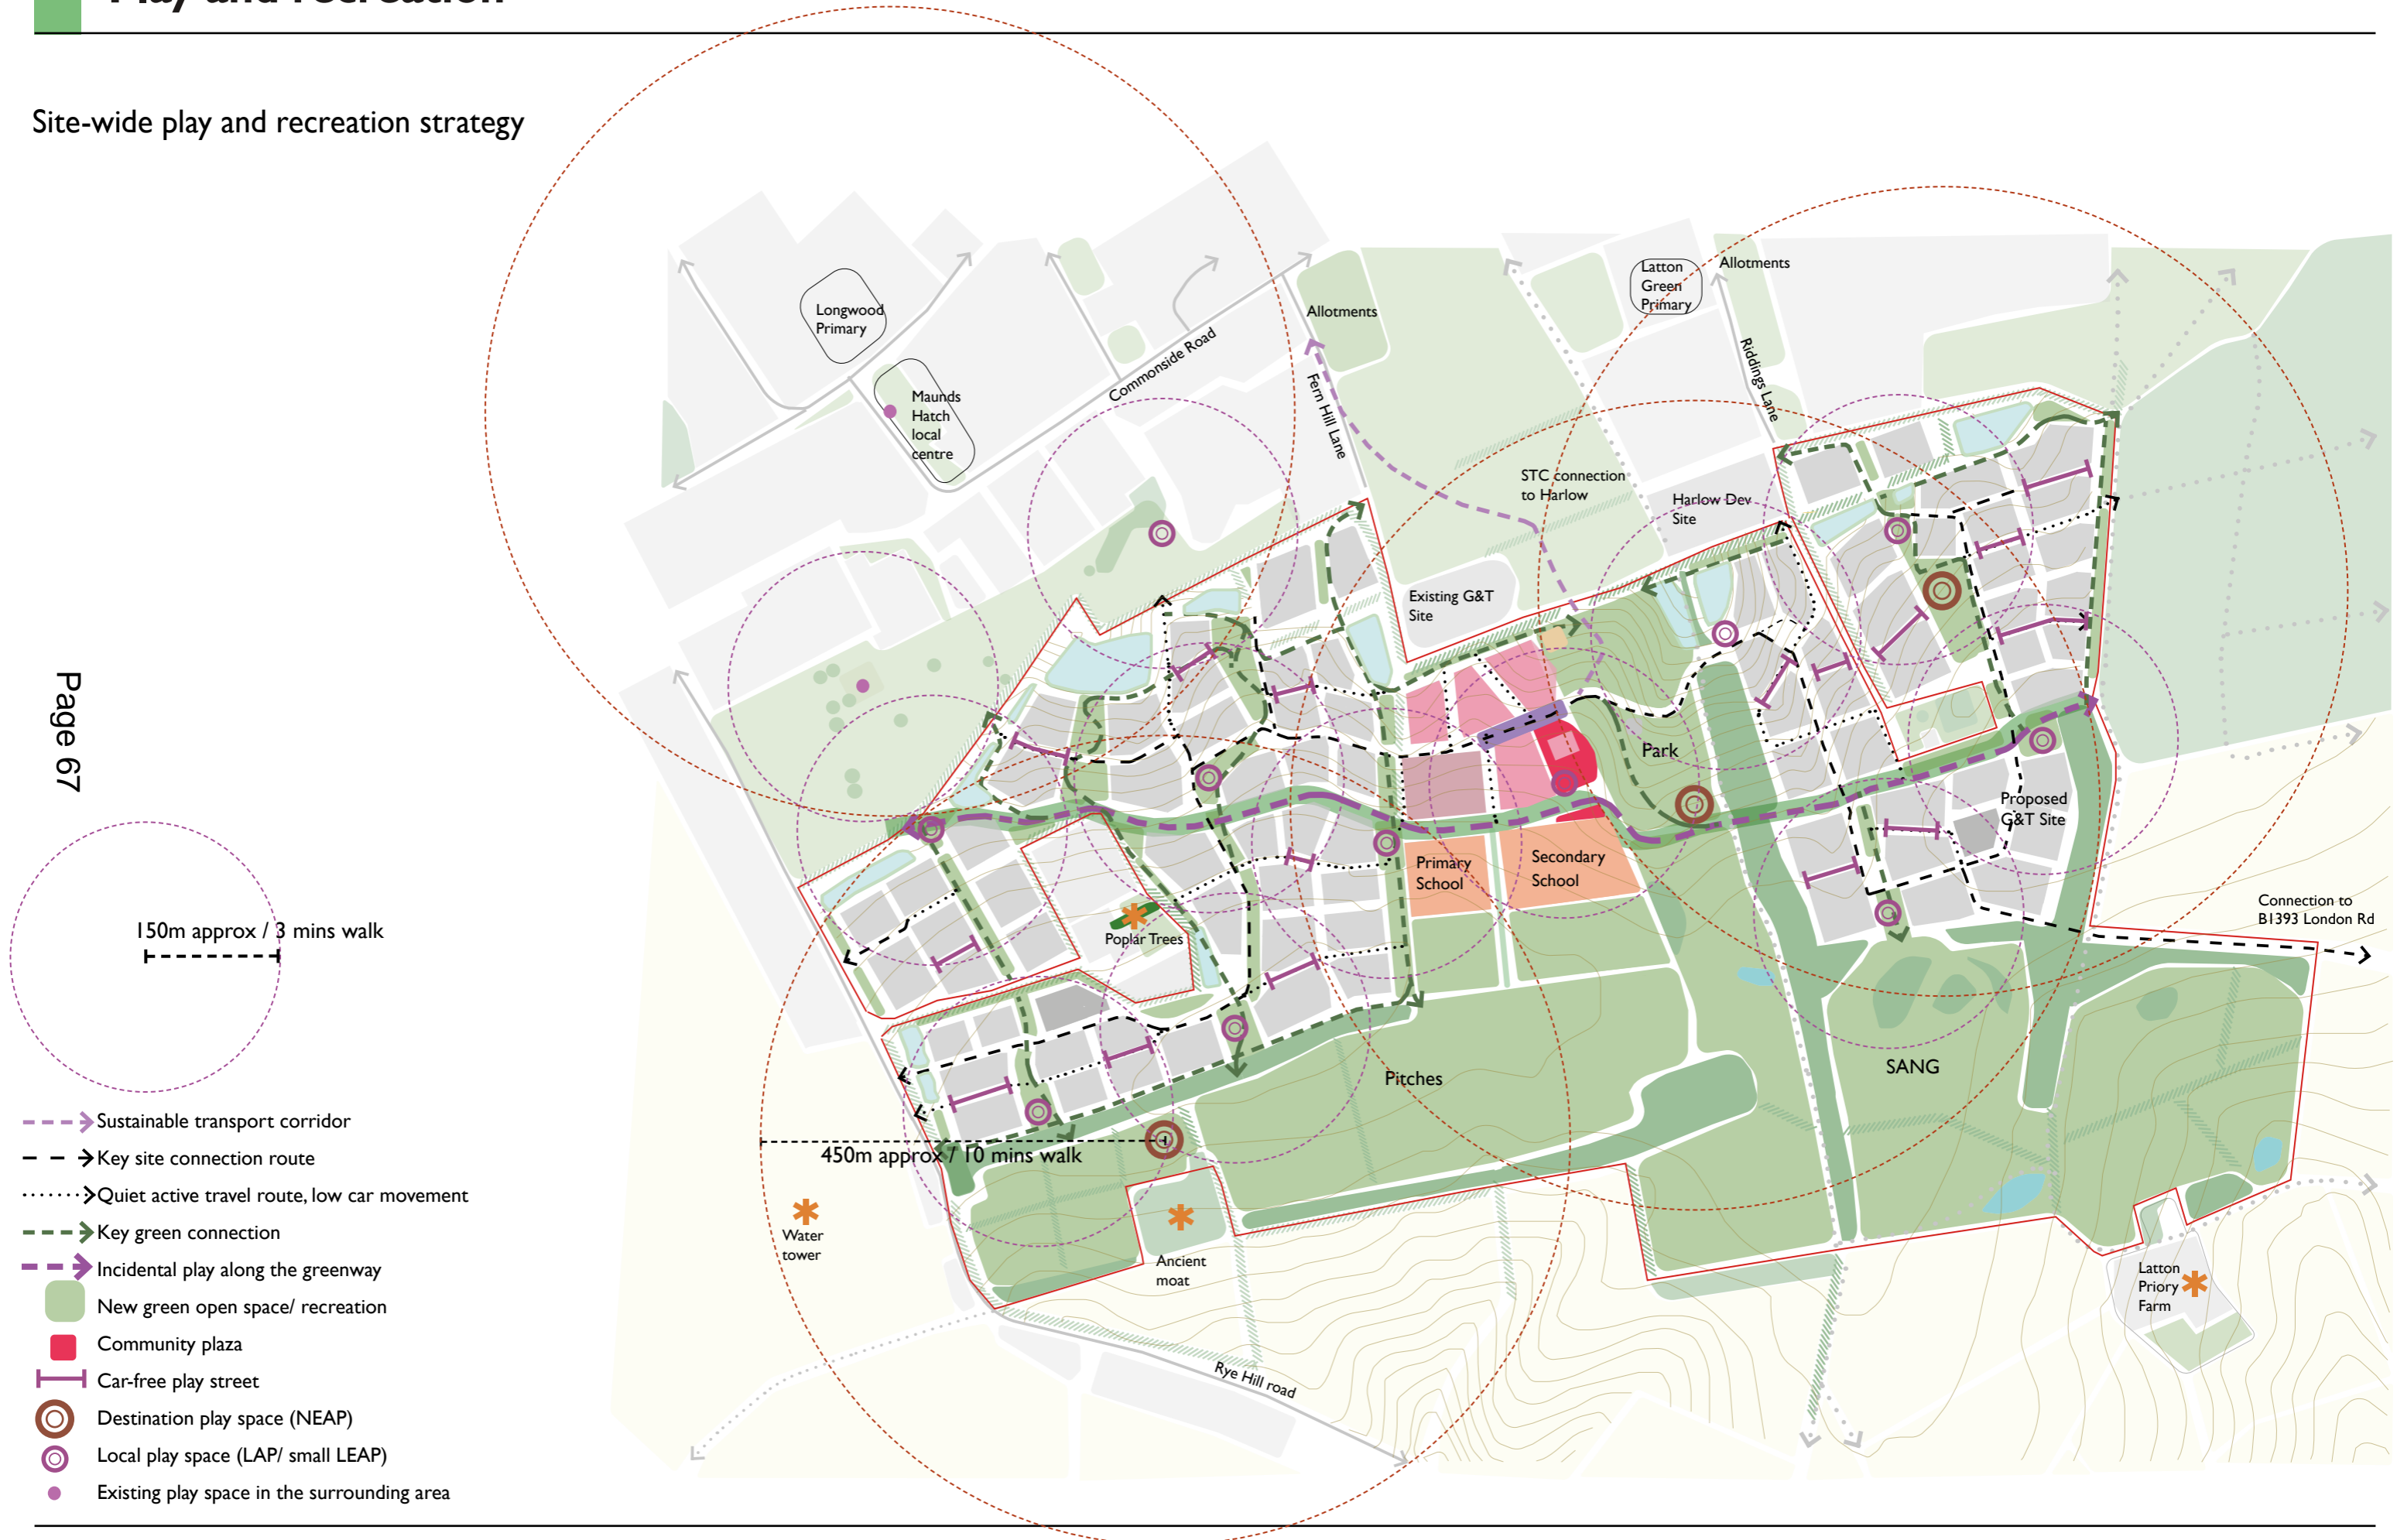 Play and recreation
Site-wide play and recreation strategy
Longwood
Primary
Maunds
Hatch
local
centre
Commonside Road
Allotments
Fern Hill Lane
Latton
Green
Primary
Allotments
Riddings Lane
STC connection
to Harlow
Harlow Dev
Site
Existing G&T
Site
Park
Proposed
G&T Site
Primary
School
Secondary
School
Poplar Trees
Connection to
B1393 London Rd
Pitches
SANG
450m approx / 10 mins walk
Water
tower
Ancient
moat
Latton
Priory
Farm
Rye Hill road
Page 67
150m approx / 3 mins walk
Sustainable transport corridor
Key site connection route
Quiet active travel route, low car movement
Key green connection
Incidental play along the greenway
New green open space/ recreation
Community plaza
Car-free play street
Destination play space (NEAP)
Local play space (LAP/ small LEAP)
Existing play space in the surrounding area